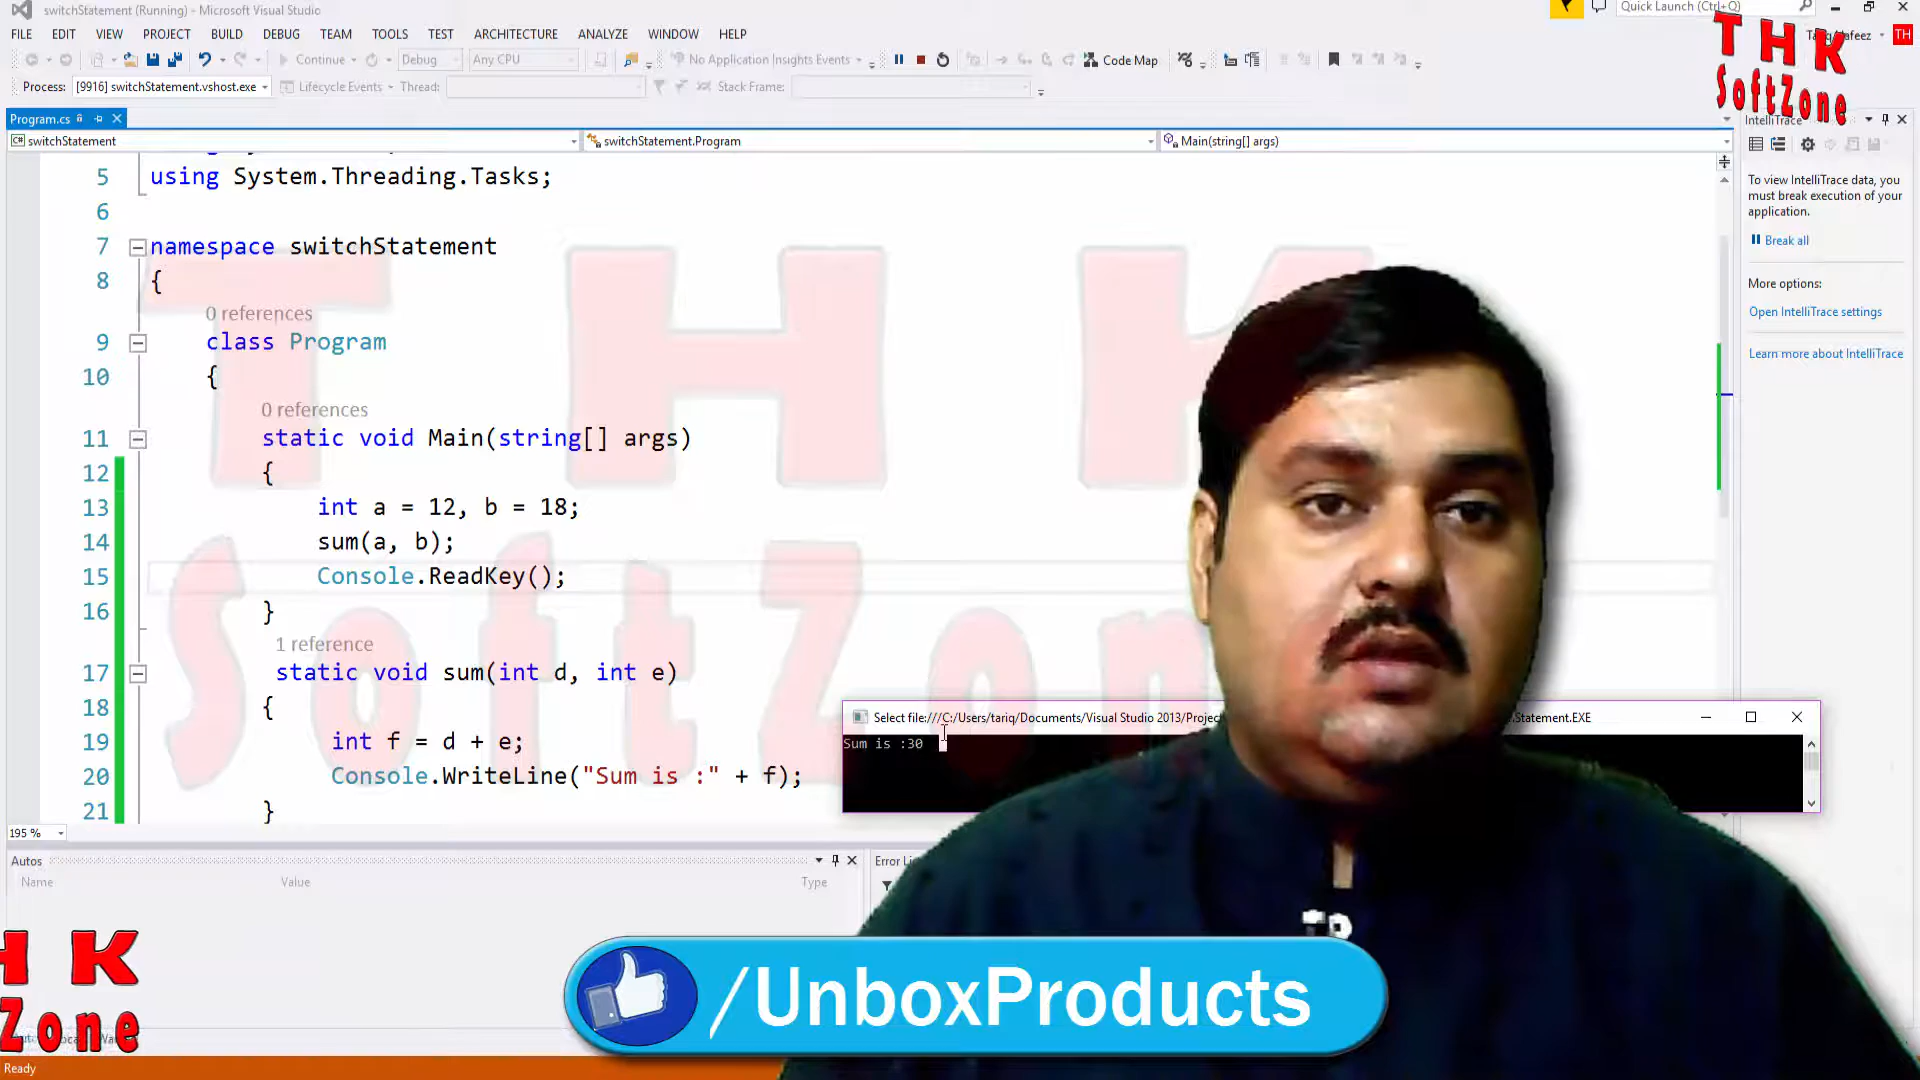 switchStatement (Running) - Microsoft Visual Studio
Quick Launch (Ctrl+Q)
FILE EDIT VIEW PROJECT BUILD DEBUG TEAM TOOLS TEST ARCHITECTURE ANALYZE WINDOW HELP
TH
Continue Debug Any CPU No Application Insights Events Code Map
Process: [9916] switchStatement.vshost.exe Lifecycle Events Thread: Stack Frame:
THK
SoftZone
Program.cs
IntelliTrace
switchStatement switchStatement.Program Main(string[] args)
To view IntelliTrace data, you
must break execution of your
application.
Break all
More options:
Open IntelliTrace settings
Learn more about IntelliTrace
5 using System.Threading.Tasks;
6
7 namespace switchStatement
8 {
0 references
9 class Program
10 {
0 references
11 static void Main(string[] args)
12 {
13 int a = 12, b = 18;
14 sum(a, b);
15 Console.ReadKey();
16 }
1 reference
17 static void sum(int d, int e)
18 {
19 int f = d + e;
20 Console.WriteLine("Sum is :" + f);
21 }
T H K
SoftZon
Select file:///C:/Users/tariq/Documents/Visual Studio 2013/Project Statement.EXE
Sum is :30
195 %
Autos
Name Value Type
Error Li
HK
Zone
/UnboxProducts
Ready